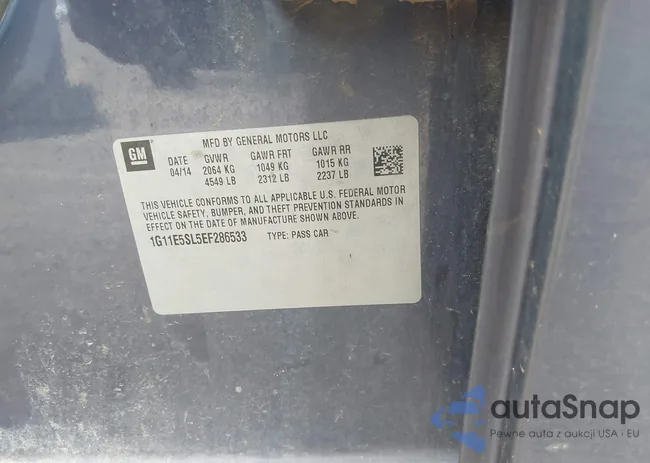 GM
MFD BY GENERAL MOTORS LLC
DATE GVWR GAWR FRT GAWR RR
04/14 2064 KG 1049 KG 1015 KG
4549 LB 2312 LB 2237 LB
THIS VEHICLE CONFORMS TO ALL APPLICABLE U.S. FEDERAL MOTOR
VEHICLE SAFETY, BUMPER, AND THEFT PREVENTION STANDARDS IN
EFFECT ON THE DATE OF MANUFACTURE SHOWN ABOVE.
1G11E5SL5EF286533 TYPE: PASS CAR
autaSnap
Pewne auta z aukcji USA i EU